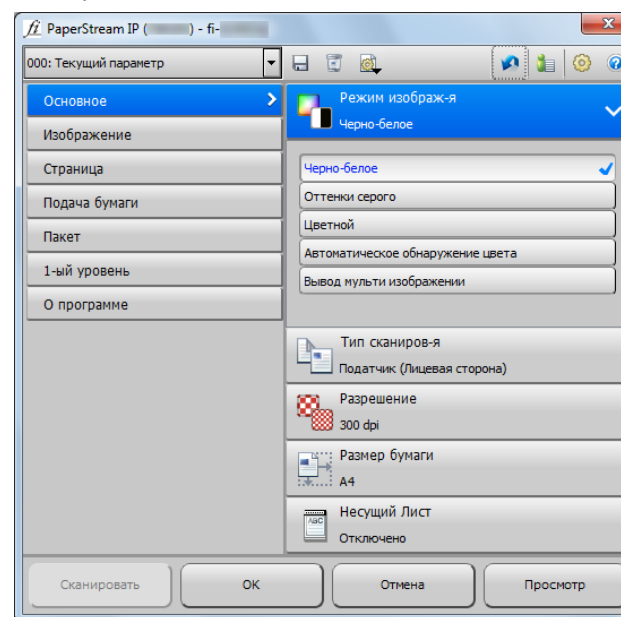 PaperStream IP ( ) - fi-
000: Текущий параметр
Основное
Изображение
Страница
Подача бумаги
Пакет
1-ый уровень
О программе
Режим изображ-я
Черно-белое
Черно-белое
Оттенки серого
Цветной
Автоматическое обнаружение цвета
Вывод мульти изображении
Тип сканиров-я
Податчик (Лицевая сторона)
Разрешение
300 dpi
Размер бумаги
A4
Несущий Лист
Отключено
Сканировать
ОК
Отмена
Просмотр